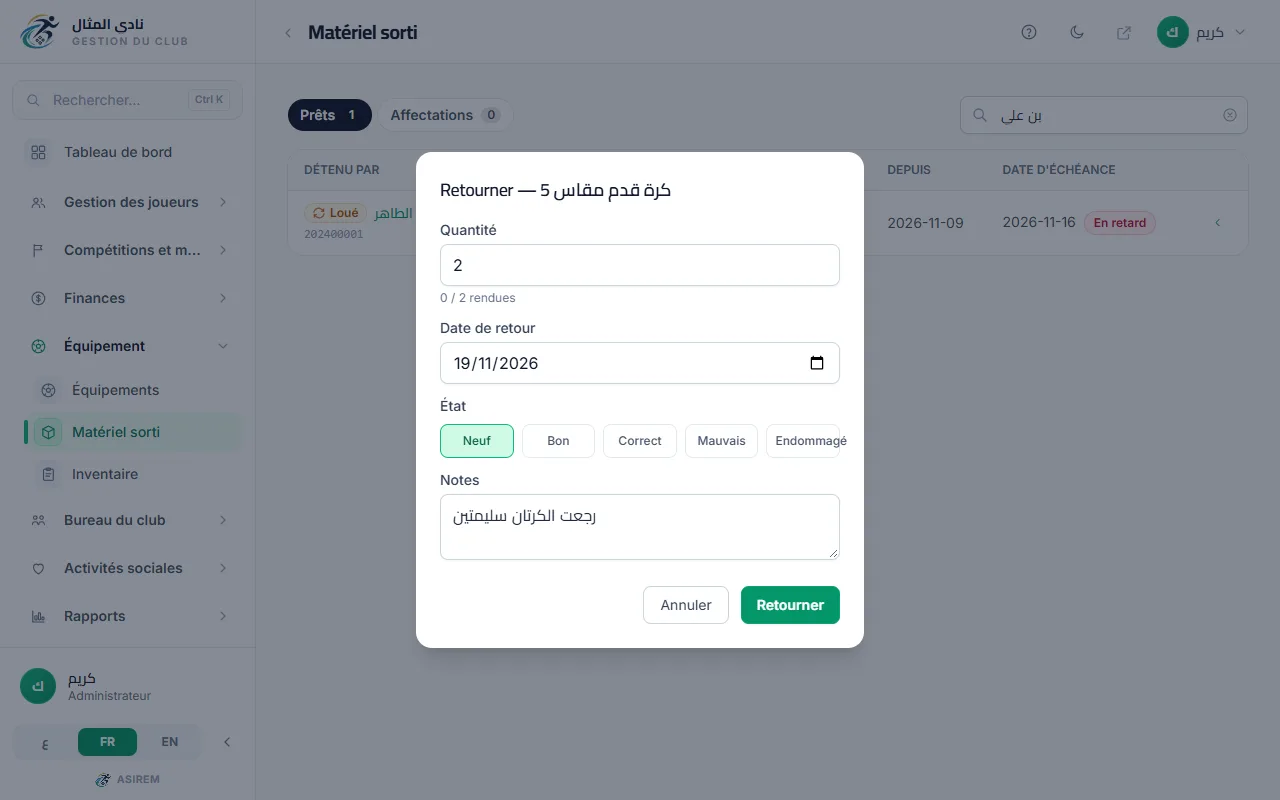 نادي المثال
GESTION DU CLUB
Rechercher...
Ctrl K
Tableau de bord
Gestion des joueurs
Compétitions et m...
Finances
Équipement
Équipements
Matériel sorti
Inventaire
Bureau du club
Activités sociales
Rapports
ك
كريم
Administrateur
ع
FR
EN
ASIREM
Matériel sorti
ك
كريم
Prêts 1
Affectations 0
بن علي
DÉTENU PAR
DEPUIS
DATE D'ÉCHÉANCE
Loué
الطاهر
202400001
2026-11-09
2026-11-16
En retard
Retourner — كرة قدم مقاس 5
Quantité
2
0 / 2 rendues
Date de retour
19/11/2026
État
Neuf
Bon
Correct
Mauvais
Endommagé
Notes
رجعت الكرتان سليمتين
Annuler
Retourner